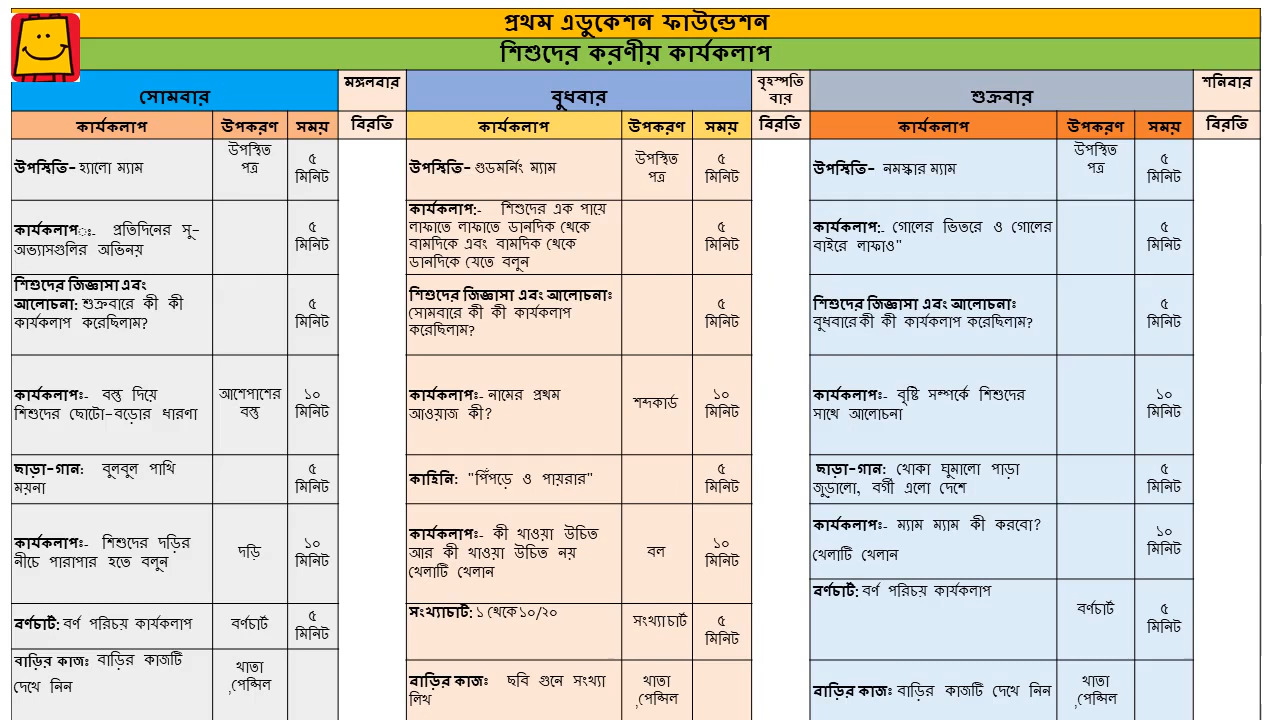 প্রথম এডুকেশন ফাউন্ডেশন
শিশুদের করণীয় কার্যকলাপ
সোমবার
মঙ্গলবার
বুধবার
বৃহস্পতি
বার
শুক্রবার
শনিবার
কার্যকলাপ উপকরণ সময় বিরতি কার্যকলাপ উপকরণ সময় বিরতি কার্যকলাপ উপকরণ সময় বিরতি
উপস্থিতি- হ্যালো ম্যাম
উপস্থিত
পত্র
৫
মিনিট
উপস্থিতি- গুডমর্নিং ম্যাম
উপস্থিত
পত্র
৫
মিনিট
উপস্থিতি- নমস্কার ম্যাম
উপস্থিত
পত্র
৫
মিনিট
কার্যকলাপঃ:- প্রতিদিনের সু-
অভ্যাসগুলির অভিনয়
৫
মিনিট
কার্যকলাপ:- শিশুদের এক পায়ে
লাফাতে লাফাতে ডানদিক থেকে
বামদিকে এবং বামদিক থেকে
ডানদিকে যেতে বলুন
৫
মিনিট
কার্যকলাপ:- গোলের ভিতরে ও গোলের
বাইরে লাফাও"
৫
মিনিট
শিশুদের জিজ্ঞাসা এবং
আলোচনা: শুক্রবারে কী কী
কার্যকলাপ করেছিলাম?
৫
মিনিট
শিশুদের জিজ্ঞাসা এবং আলোচনাঃ
সোমবারে কী কী কার্যকলাপ
করেছিলাম?
৫
মিনিট
শিশুদের জিজ্ঞাসা এবং আলোচনাঃ
বুধবারে কী কী কার্যকলাপ করেছিলাম?
৫
মিনিট
কার্যকলাপঃ- বস্তু দিয়ে
শিশুদের ছোটো-বড়োর ধারণা
আশেপাশের
বস্তু
১০
মিনিট
কার্যকলাপঃ- নামের প্রথম
আওয়াজ কী?
শব্দকার্ড
১০
মিনিট
কার্যকলাপঃ- বৃষ্টি সম্পর্কে শিশুদের
সাথে আলোচনা
১০
মিনিট
ছাড়া-গান: বুলবুল পাখি
ময়না
৫
মিনিট
কাহিনি: "পিঁপড়ে ও পায়রার"
৫
মিনিট
ছাড়া-গান: খোকা ঘুমালো পাড়া
জুড়ালো, বর্গী এলো দেশে
৫
মিনিট
কার্যকলাপঃ- শিশুদের দড়ির
নীচে পারাপার হতে বলুন
দড়ি
১০
মিনিট
কার্যকলাপঃ- কী খাওয়া উচিত
আর কী খাওয়া উচিত নয়
খেলাটি খেলান
বল
১০
মিনিট
কার্যকলাপঃ- ম্যাম ম্যাম কী করবো?
খেলাটি খেলান
১০
মিনিট
বর্ণচার্ট: বর্ণ পরিচয় কার্যকলাপ
বর্ণচার্ট
৫
মিনিট
সংখ্যাচার্ট: ১ থেকে ১০/২০
সংখ্যাচার্ট
৫
মিনিট
বর্ণচার্ট: বর্ণ পরিচয় কার্যকলাপ
বর্ণচার্ট
৫
মিনিট
বাড়ির কাজঃ বাড়ির কাজটি
দেখে নিন
খাতা
,পেন্সিল
বাড়ির কাজঃ ছবি গুনে সংখ্যা
লিখ
খাতা
,পেন্সিল
বাড়ির কাজঃ বাড়ির কাজটি দেখে নিন
খাতা
,পেন্সিল